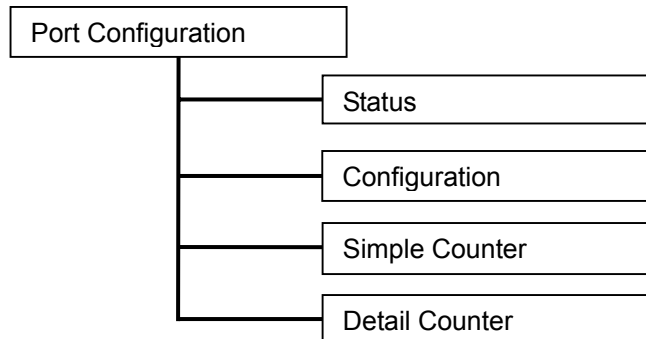 Port Configuration
Status
Configuration
Simple Counter
Detail Counter